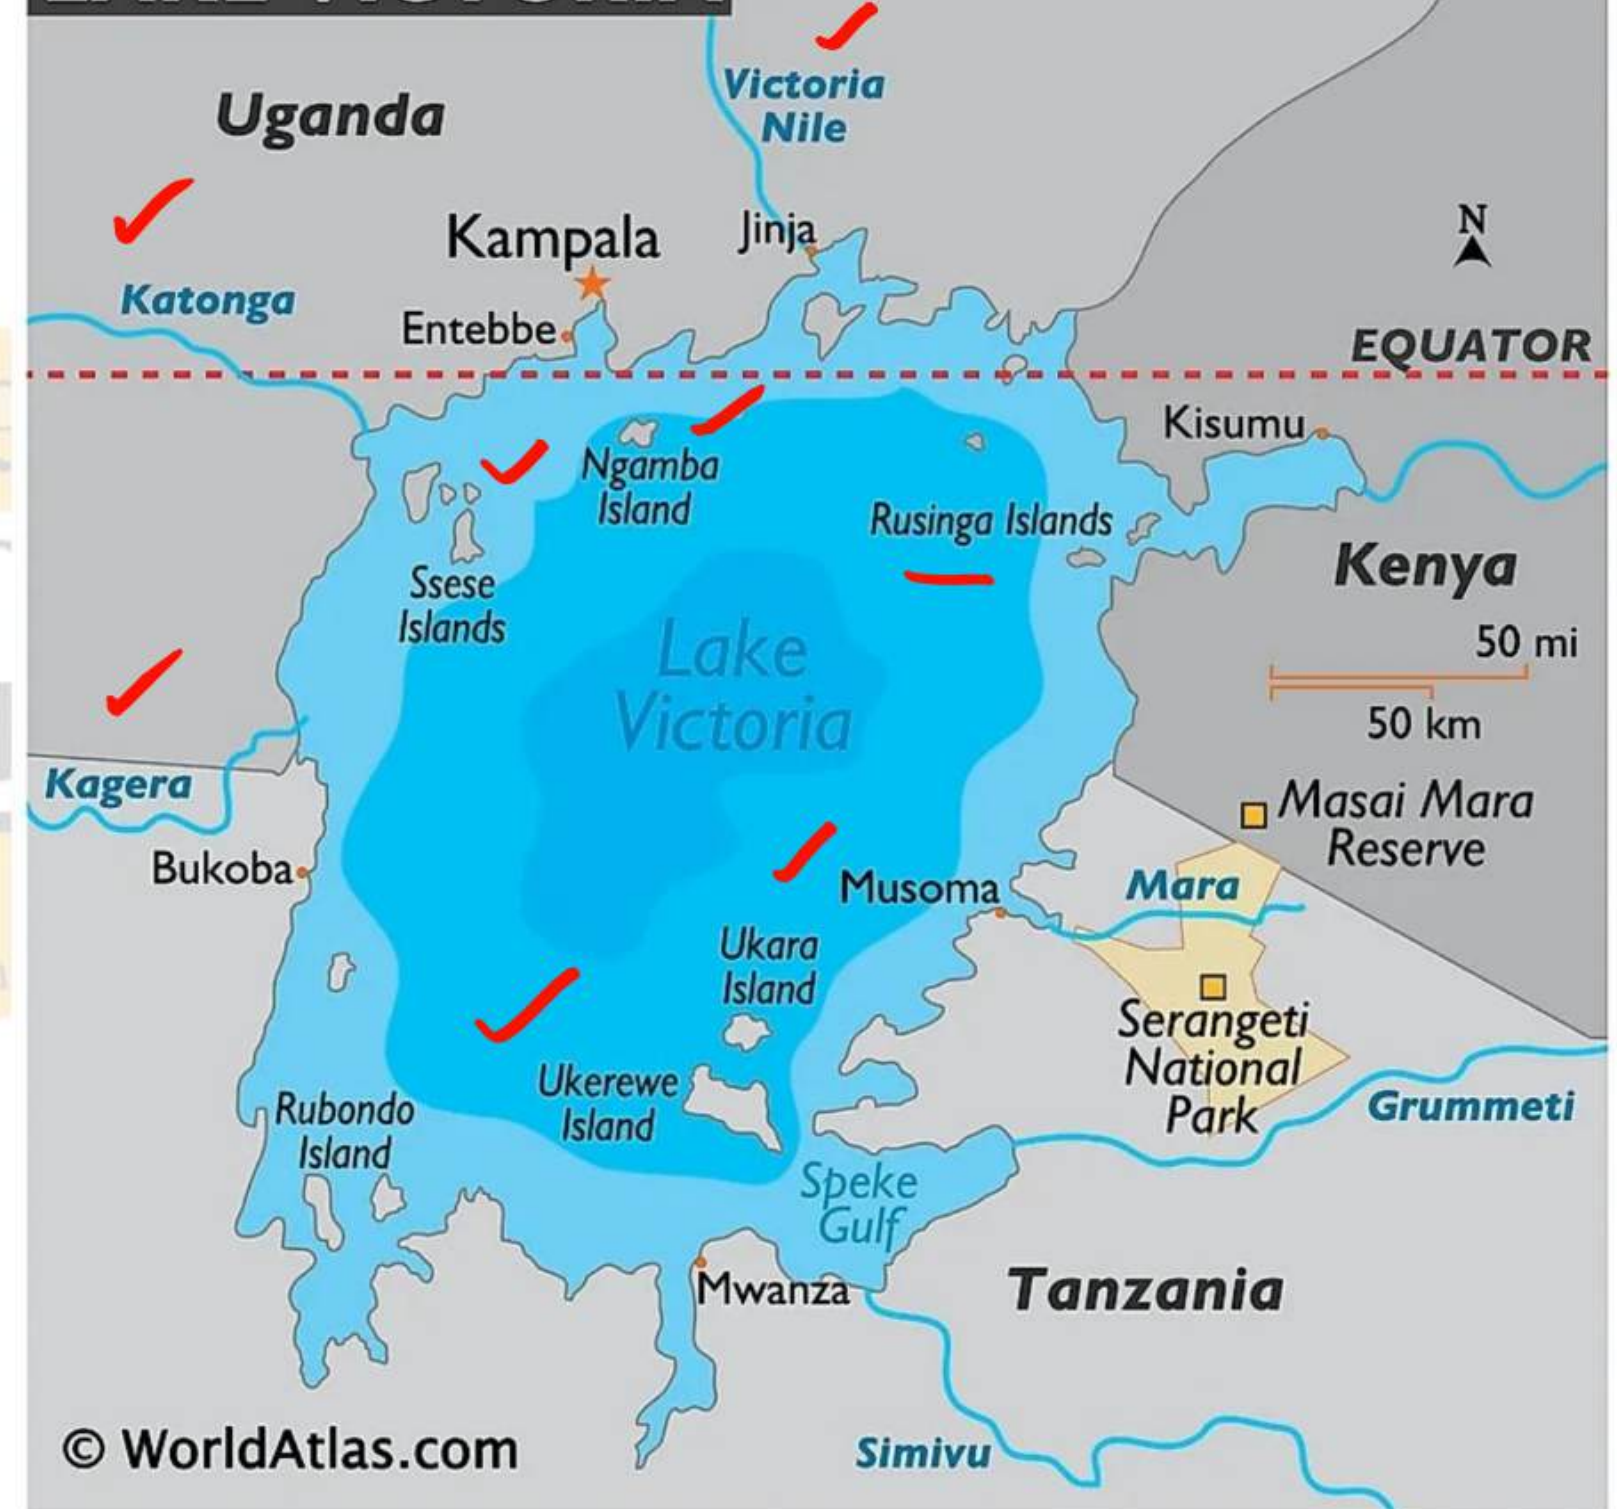 LAKE VICTORIA
Victoria
Nile
Uganda
Kampala
Jinja
N
Katonga
Entebbe
EQUATOR
Kisumu
Ngamba
Island
Rusinga Islands
Kenya
Ssese
Islands
50 mi
Lake
Victoria
50 km
Kagera
Masai Mara
Reserve
Bukoba
Musoma
Mara
Ukara
Island
Serangeti
National
Park
Ukerewe
Island
Grummeti
Rubondo
Island
Speke
Gulf
Mwanza
Tanzania
© WorldAtlas.com
Simivu